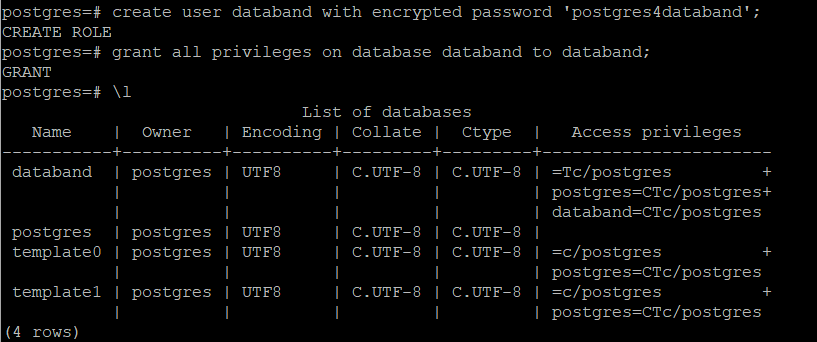 postgres=# create user databand with encrypted password 'postgres4databand';
CREATE ROLE
postgres=# grant all privileges on database databand to databand;
GRANT
postgres=# \l
                              List of databases
   Name    |  Owner   | Encoding | Collate |  Ctype  |   Access privileges
-----------+----------+----------+---------+---------+-----------------------
 databand  | postgres | UTF8     | C.UTF-8 | C.UTF-8 | =Tc/postgres         +
           |          |          |         |         | postgres=CTc/postgres+
           |          |          |         |         | databand=CTc/postgres
 postgres  | postgres | UTF8     | C.UTF-8 | C.UTF-8 |
 template0 | postgres | UTF8     | C.UTF-8 | C.UTF-8 | =c/postgres          +
           |          |          |         |         | postgres=CTc/postgres
 template1 | postgres | UTF8     | C.UTF-8 | C.UTF-8 | =c/postgres          +
           |          |          |         |         | postgres=CTc/postgres
(4 rows)